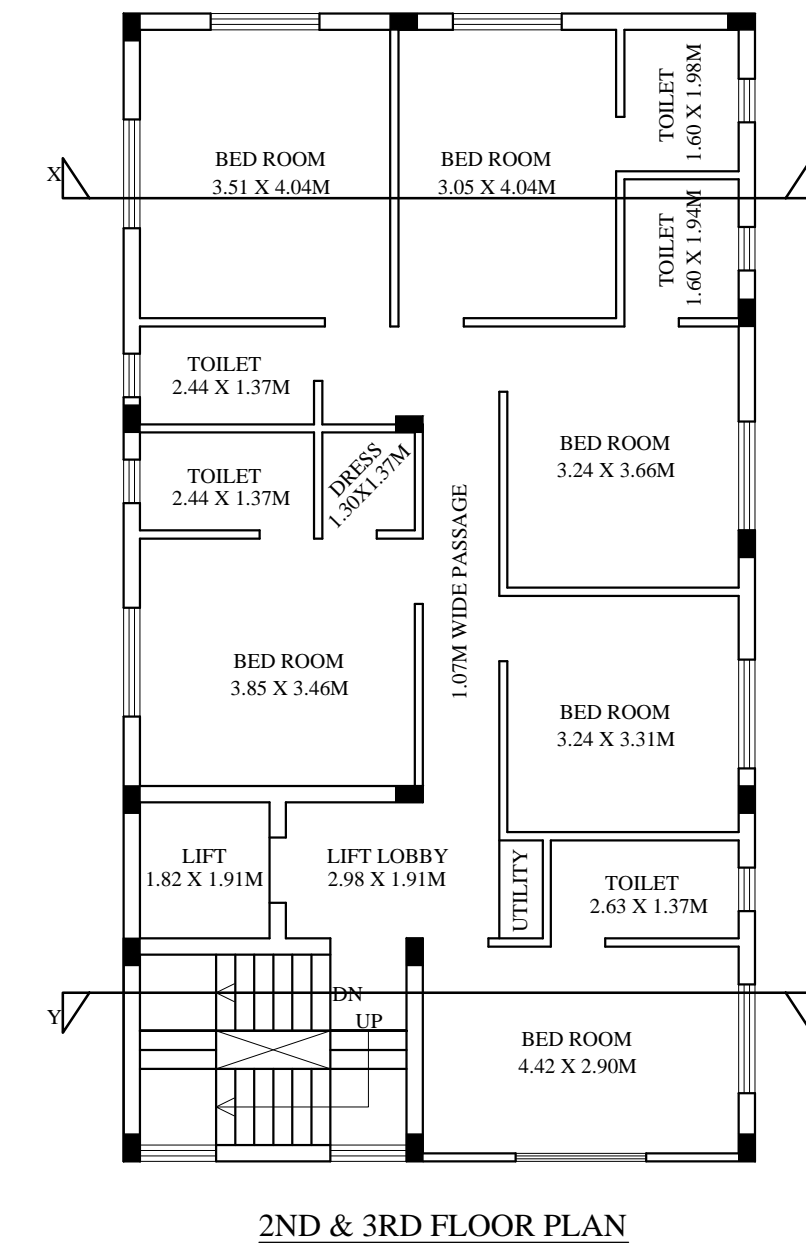 BED ROOM
3.51 X 4.04M
BED ROOM
3.05 X 4.04M
TOILET
1.60 X 1.98M
X
TOILET
1.60 X 1.94M
TOILET
2.44 X 1.37M
TOILET
2.44 X 1.37M
DRESS
1.30X1.37M
BED ROOM
3.24 X 3.66M
1.07M WIDE PASSAGE
BED ROOM
3.85 X 3.46M
BED ROOM
3.24 X 3.31M
LIFT
1.82 X 1.91M
LIFT LOBBY
2.98 X 1.91M
UTILITY
TOILET
2.63 X 1.37M
DN
Y
UP
BED ROOM
4.42 X 2.90M
2ND & 3RD FLOOR PLAN